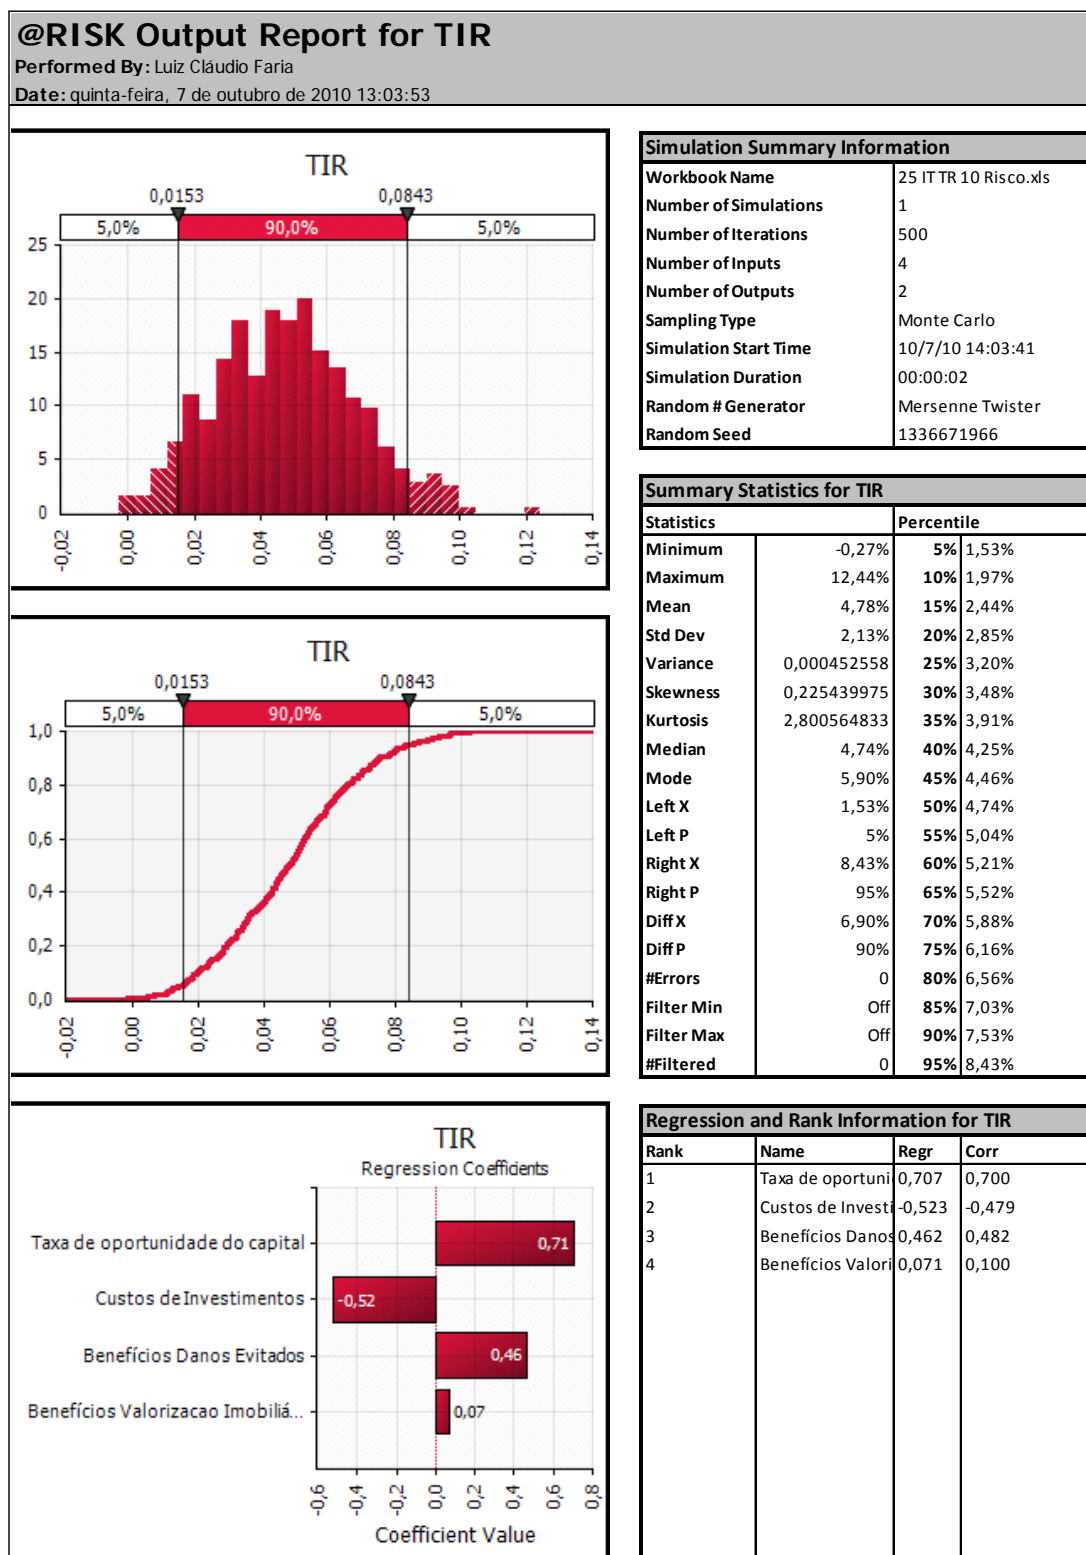 @RISK Output Report for TIR
Performed By: Luiz Cláudio Faria
Date: quinta-feira, 7 de outubro de 2010 13:03:53
TIR
0,0153 0,0843
5,0% 90,0% 5,0%
25
20
15
10
5
0
-0,02 0,00 0,02 0,04 0,06 0,08 0,10 0,12 0,14
TIR
0,0153 0,0843
5,0% 90,0% 5,0%
1,0
0,8
0,6
0,4
0,2
0,0
-0,02 0,00 0,02 0,04 0,06 0,08 0,10 0,12 0,14
TIR
Regression Coefficients
Taxa de oportunidade do capital 0,71
Custos de Investimentos -0,52
Benefícios Danos Evitados 0,46
Benefícios Valorizacao Imobiliá... 0,07
-0,6 -0,4 -0,2 0,0 0,2 0,4 0,6 0,8
Coefficient Value
Simulation Summary Information
Workbook Name 25 IT TR 10 Risco.xls
Number of Simulations 1
Number of Iterations 500
Number of Inputs 4
Number of Outputs 2
Sampling Type Monte Carlo
Simulation Start Time 10/7/10 14:03:41
Simulation Duration 00:00:02
Random # Generator Mersenne Twister
Random Seed 1336671966
Summary Statistics for TIR
Statistics Percentile
Minimum -0,27% 5% 1,53%
Maximum 12,44% 10% 1,97%
Mean 4,78% 15% 2,44%
Std Dev 2,13% 20% 2,85%
Variance 0,000452558 25% 3,20%
Skewness 0,225439975 30% 3,48%
Kurtosis 2,800564833 35% 3,91%
Median 4,74% 40% 4,25%
Mode 5,90% 45% 4,46%
Left X 1,53% 50% 4,74%
Left P 5% 55% 5,04%
Right X 8,43% 60% 5,21%
Right P 95% 65% 5,52%
Diff X 6,90% 70% 5,88%
Diff P 90% 75% 6,16%
#Errors 0 80% 6,56%
Filter Min Off 85% 7,03%
Filter Max Off 90% 7,53%
#Filtered 0 95% 8,43%
Regression and Rank Information for TIR
Rank Name Regr Corr
1 Taxa de oportuni 0,707 0,700
2 Custos de Investi -0,523 -0,479
3 Benefícios Danos 0,462 0,482
4 Benefícios Valori 0,071 0,100